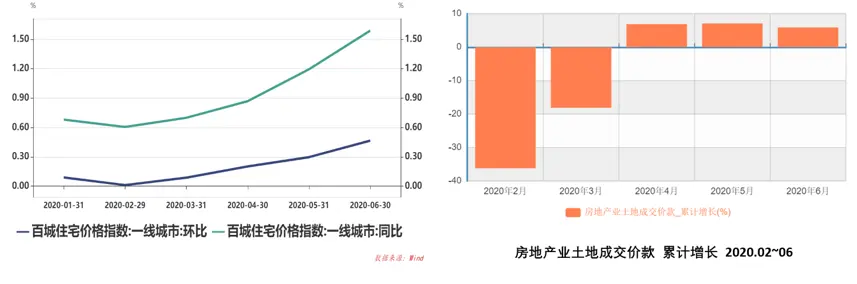 %
%
1.50
1.50
1.20
1.20
0.90
0.90
0.60
0.60
0.30
0.30
0.00
0.00
2020-01-31
2020-02-29
2020-03-31
2020-04-30
2020-05-31
2020-06-30
百城住宅价格指数:一线城市:环比
百城住宅价格指数:一线城市:同比
数据来源: Wind
10
0
-10
-20
-30
-40
2020年2月
2020年3月
2020年4月
2020年5月
2020年6月
房地产业土地成交价款_累计增长(%)
房地产业土地成交价款 累计增长 2020.02~06